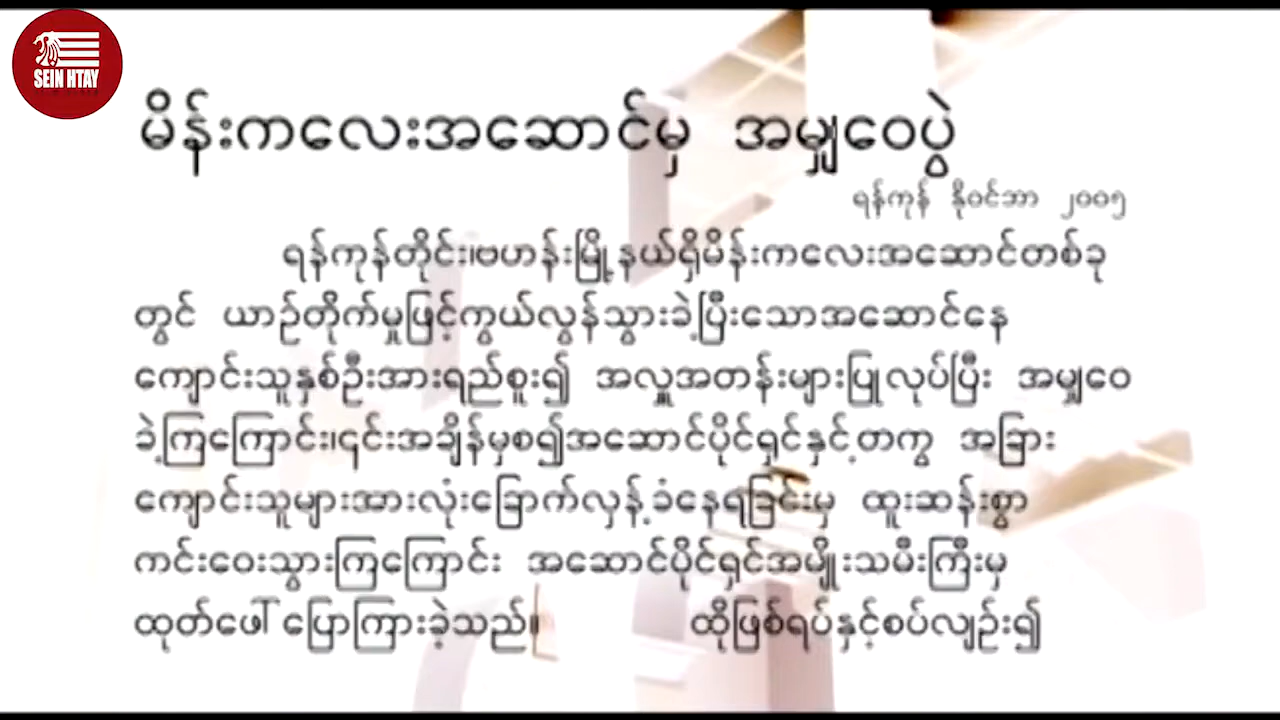 SEIN HTAY
မိန်းကလေးအဆောင်မှ အမျှဝေပွဲ
ရန်ကုန် နိုဝင်ဘာ ၂၀၀၅
ရန်ကုန်တိုင်း၊ဗဟန်းမြို့နယ်ရှိမိန်းကလေးအဆောင်တစ်ခု
တွင် ယာဉ်တိုက်မှုဖြင့်ကွယ်လွန်သွားခဲ့ပြီးသောအဆောင်နေ
ကျောင်းသူနှစ်ဦးအားရည်စူး၍ အလှူအတန်းများပြုလုပ်ပြီး အမျှဝေ
ခဲ့ကြကြောင်း၊၎င်းအချိန်မှစ၍အဆောင်ပိုင်ရှင်နှင့်တကွ အခြား
ကျောင်းသူများအားလုံးခြောက်လှန့်ခံနေရခြင်းမှ ထူးဆန်းစွာ
ကင်းဝေးသွားကြကြောင်း အဆောင်ပိုင်ရှင်အမျိုးသမီးကြီးမှ
ထုတ်ဖေါ်ပြောကြားခဲ့သည်။ ထိုဖြစ်ရပ်နှင့်စပ်လျဉ်း၍